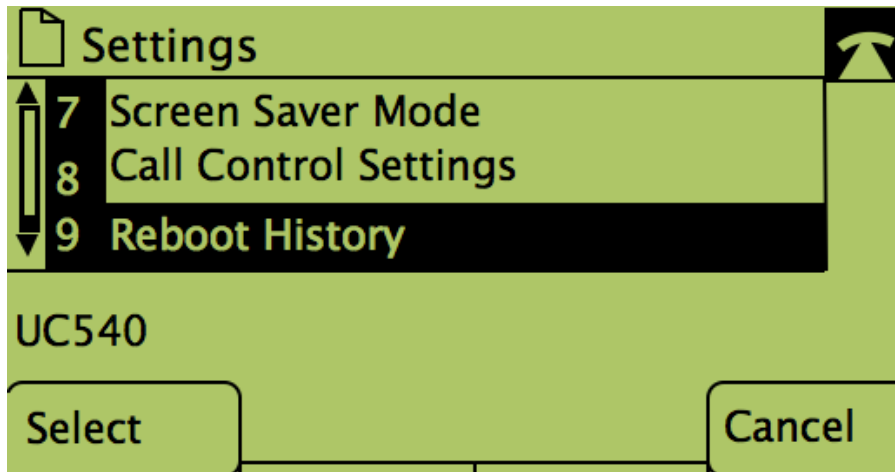 Settings
7 Screen Saver Mode
8 Call Control Settings
9 Reboot History
UC540
Select Cancel